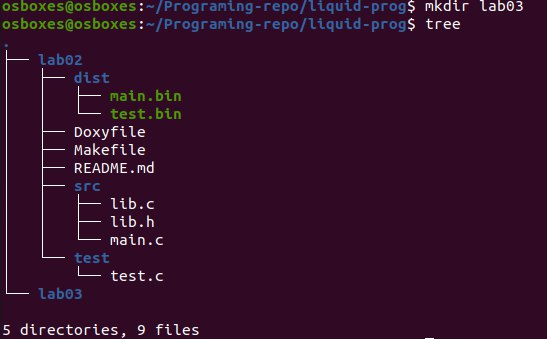 osboxes@osboxes:~/Programing-repo/liquid-prog$ mkdir lab03
osboxes@osboxes:~/Programing-repo/liquid-prog$ tree
.
├── lab02
│   ├── dist
│   │   ├── main.bin
│   │   └── test.bin
│   ├── Doxyfile
│   ├── Makefile
│   ├── README.md
│   ├── src
│   │   ├── lib.c
│   │   ├── lib.h
│   │   └── main.c
│   └── test
│       └── test.c
└── lab03

5 directories, 9 files